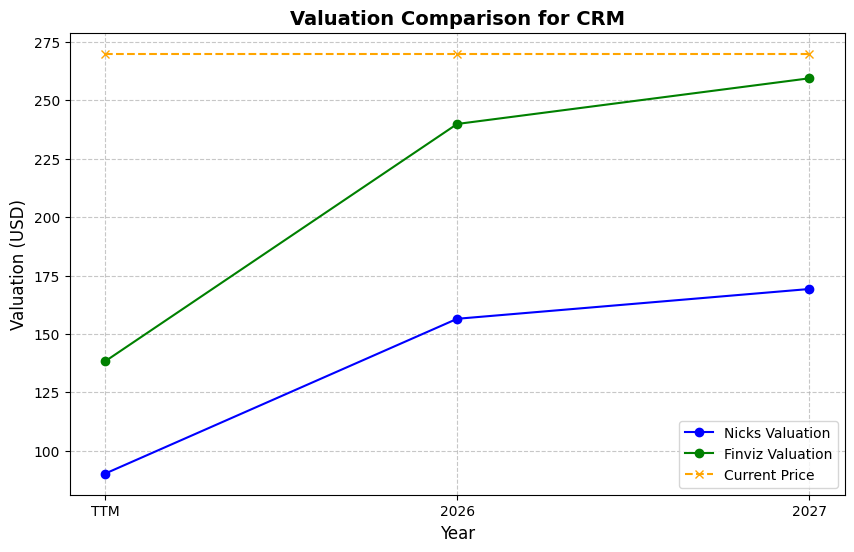 Valuation Comparison for CRM
Valuation (USD)
275
250
225
200
175
150
125
100
TTM
2026
2027
Year
Nicks Valuation
Finviz Valuation
Current Price